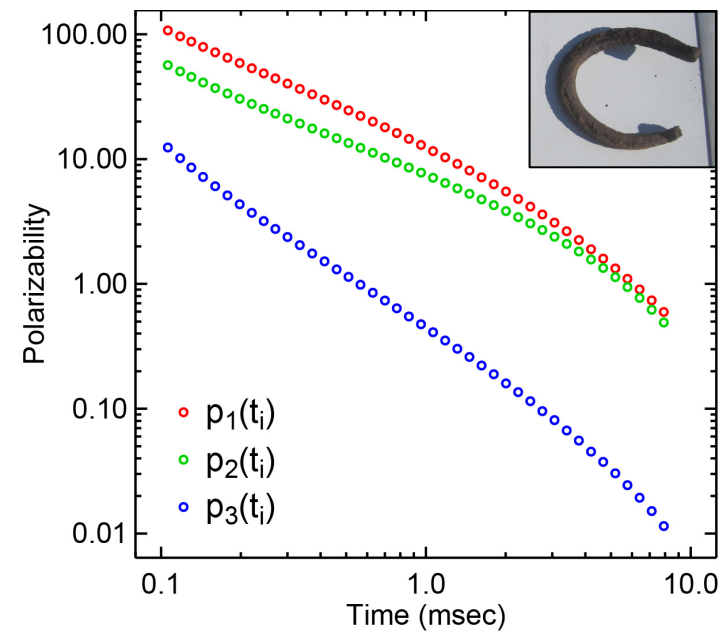 100.00
10.00
1.00
0.10
0.01
Polarizability
p₁(tᵢ)
p₂(tᵢ)
p₃(tᵢ)
0.1 1.0 10.0
Time (msec)